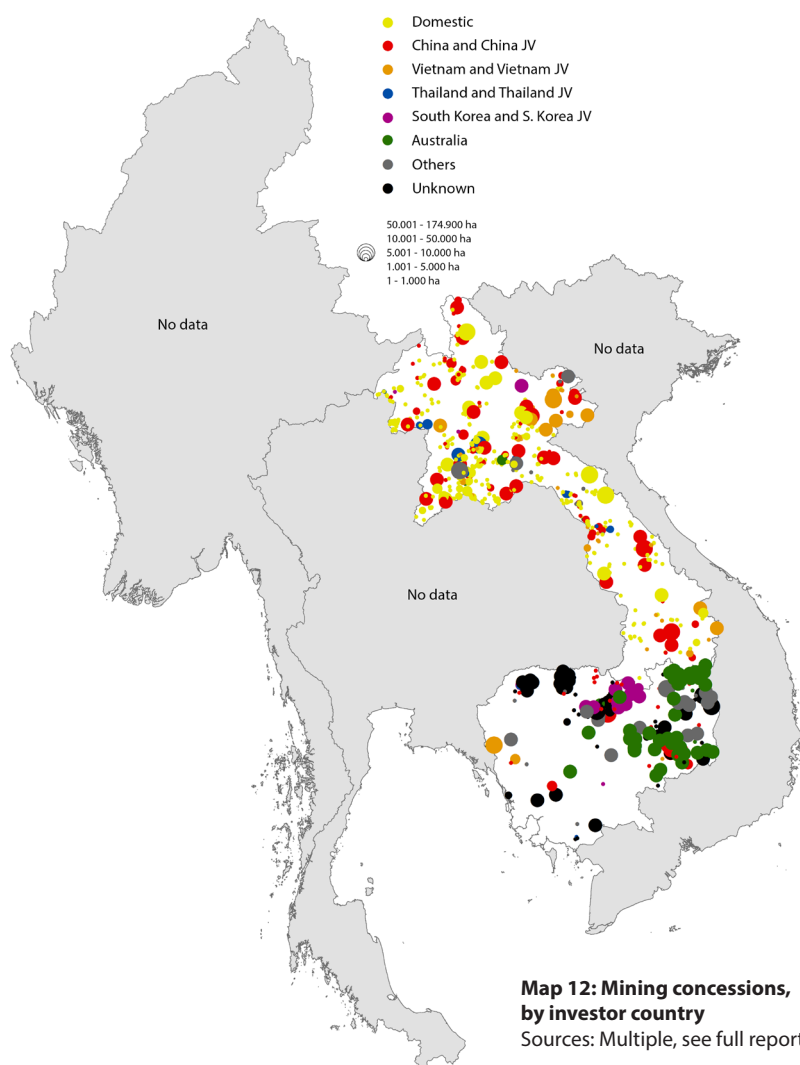 Domestic
China and China JV
Vietnam and Vietnam JV
Thailand and Thailand JV
South Korea and S. Korea JV
Australia
Others
Unknown
50.001 - 174.900 ha
10.001 - 50.000 ha
5.001 - 10.000 ha
1.001 - 5.000 ha
1 - 1.000 ha
No data
No data
No data
Map 12: Mining concessions,
by investor country
Sources: Multiple, see full report